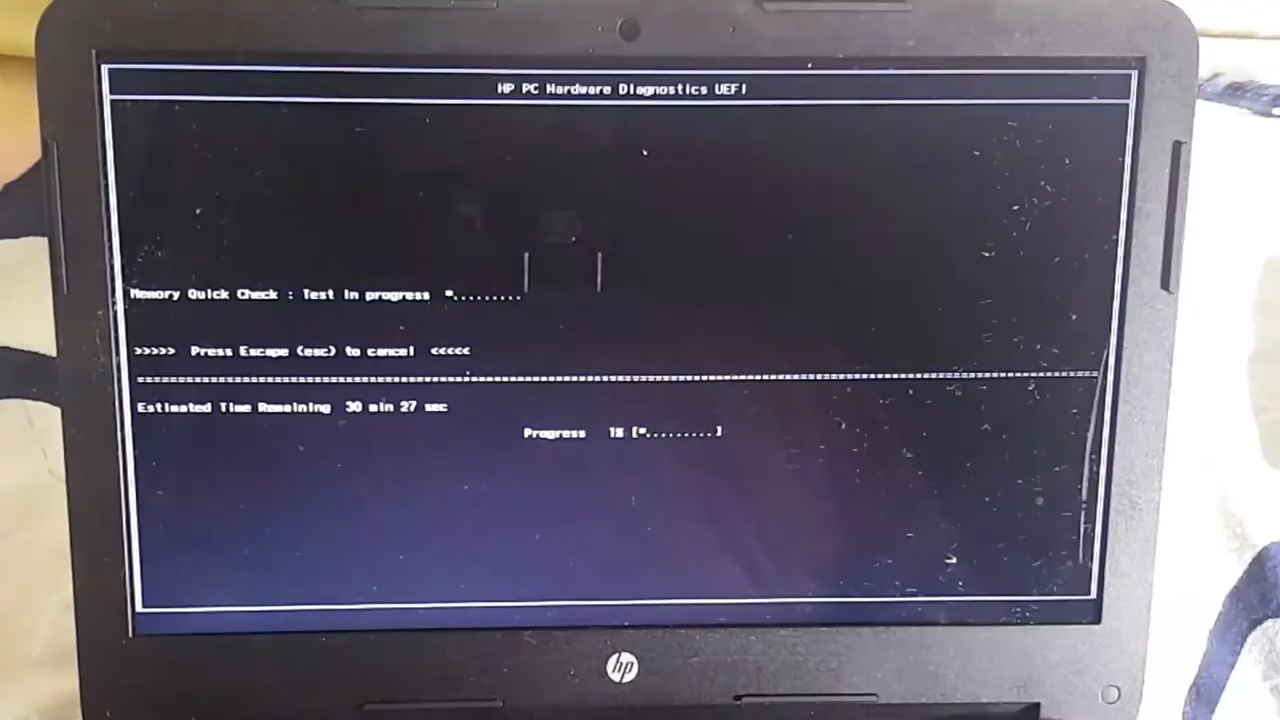 HP PC Hardware Diagnostics UEFI
Memory Quick Check : Test in progress *.........
>>>>> Press Escape (esc) to cancel <<<<<
Estimated Time Remaining 30 min 27 sec
Progress 1% [*.........]
hp